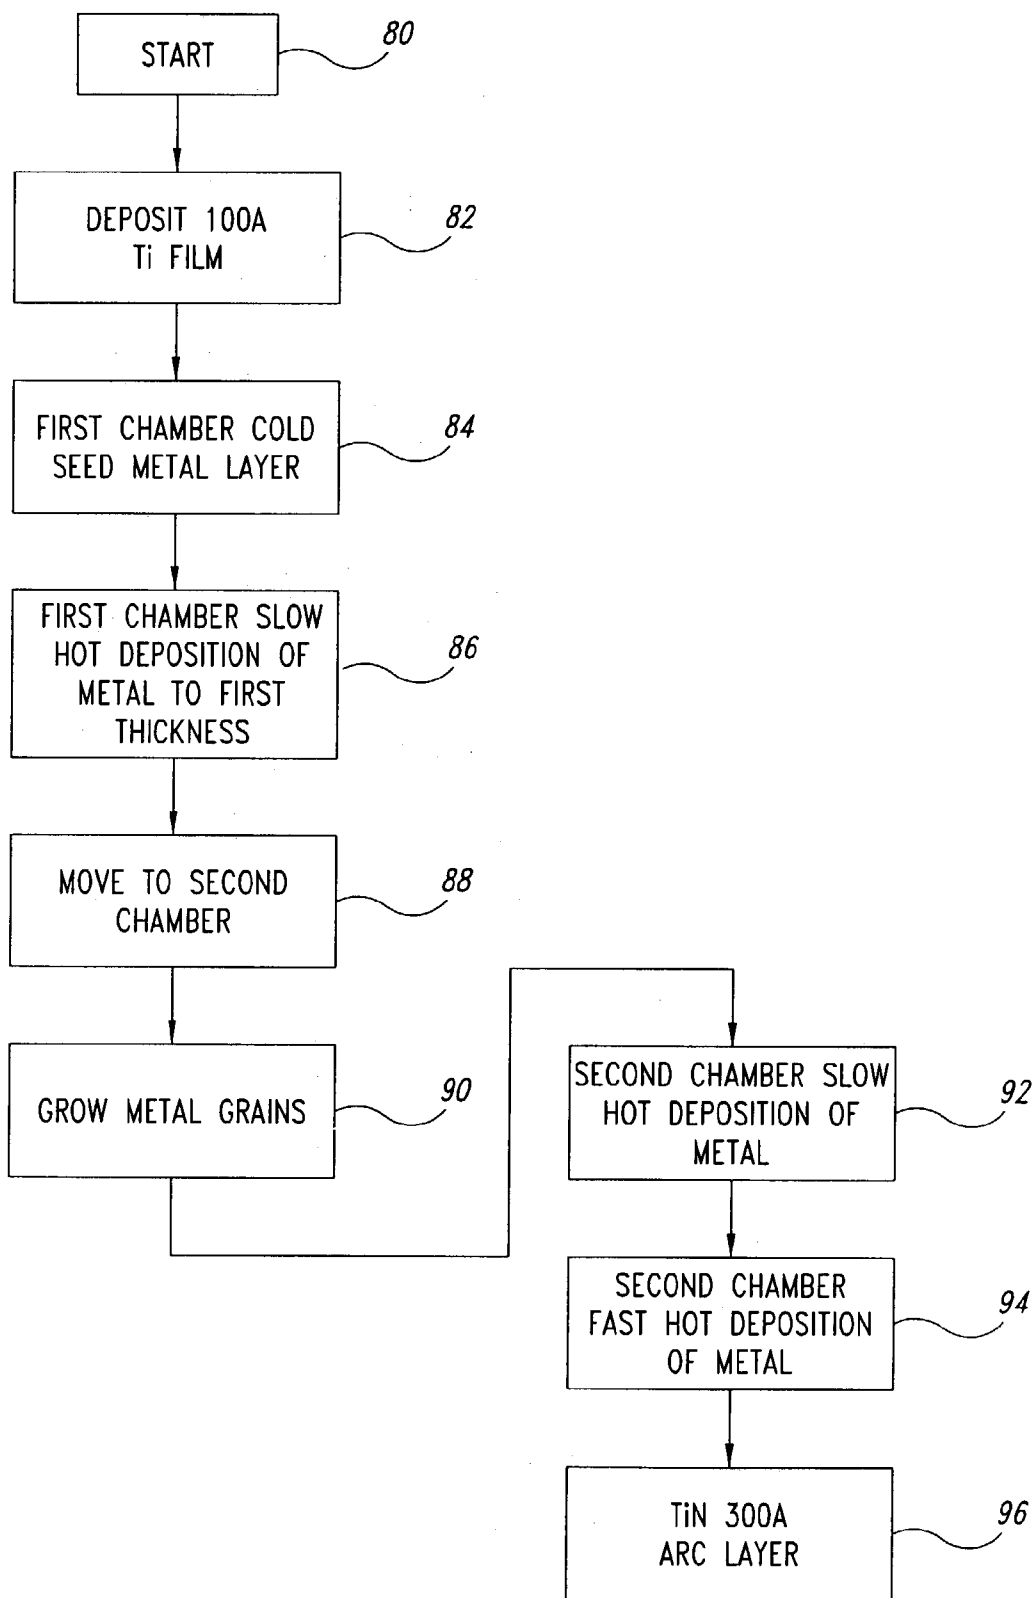 START
80
DEPOSIT 100A
Ti FILM
82
FIRST CHAMBER COLD
SEED METAL LAYER
84
FIRST CHAMBER SLOW
HOT DEPOSITION OF
METAL TO FIRST
THICKNESS
86
MOVE TO SECOND
CHAMBER
88
GROW METAL GRAINS
90
SECOND CHAMBER SLOW
HOT DEPOSITION OF
METAL
92
SECOND CHAMBER
FAST HOT DEPOSITION
OF METAL
94
TiN 300A
ARC LAYER
96